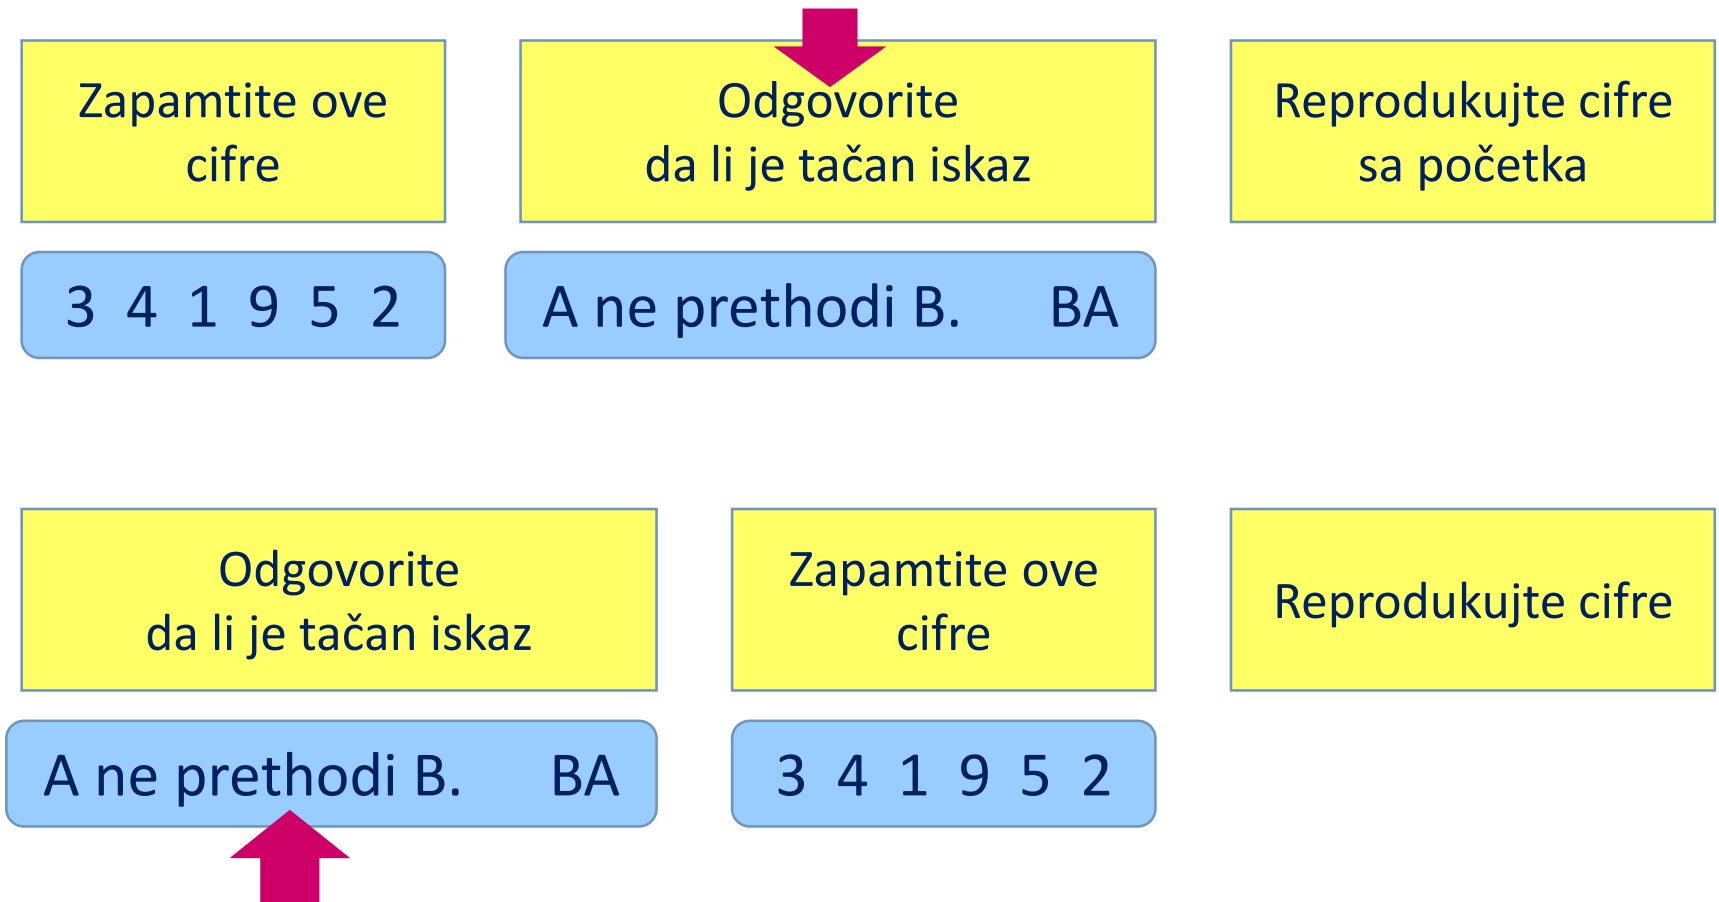 Zapamtite ove
cifre
Odgovorite
da li je tačan iskaz
Reprodukujte cifre
sa početka
3 4 1 9 5 2
A ne prethodi B. BA
Odgovorite
da li je tačan iskaz
Zapamtite ove
cifre
Reprodukujte cifre
A ne prethodi B. BA
3 4 1 9 5 2